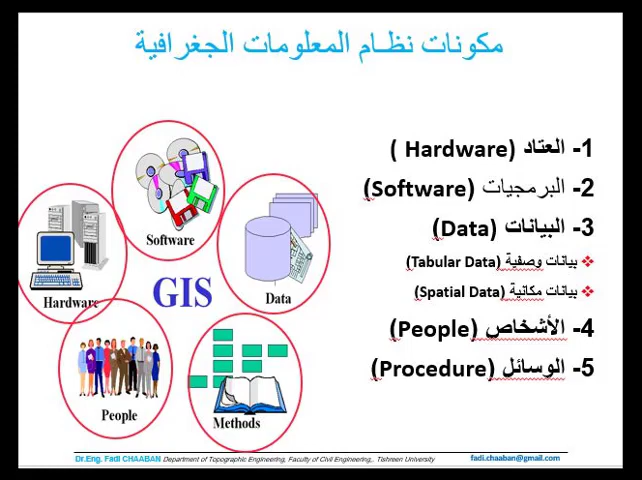 مكونات نظـام المعلومات الجغرافية
1- العتاد (Hardware )
2- البرمجيات (Software)
3- البيانات (Data)
❖ بيانات وصفية (Tabular Data)
❖ بيانات مكانية (Spatial Data)
4- الأشخاص (People)
5- الوسائل (Procedure)
Software
Hardware
GIS
Data
People
Methods
Dr.Eng. Fadi CHAABAN Department of Topographic Engineering, Faculty of Civil Engineering,, Tishreen University
fadi.chaaban@gmail.com